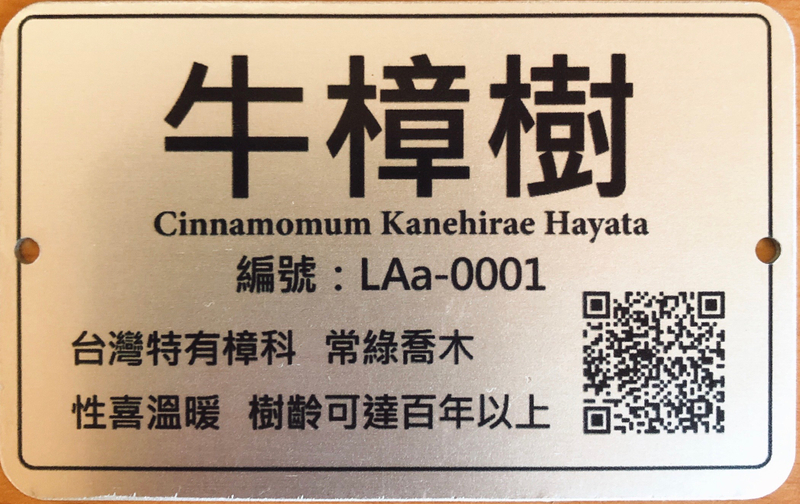 牛樟樹
Cinnamomum Kanehirae Hayata
編號：LAa-0001
台灣特有樟科 常綠喬木
性喜溫暖 樹齡可達百年以上